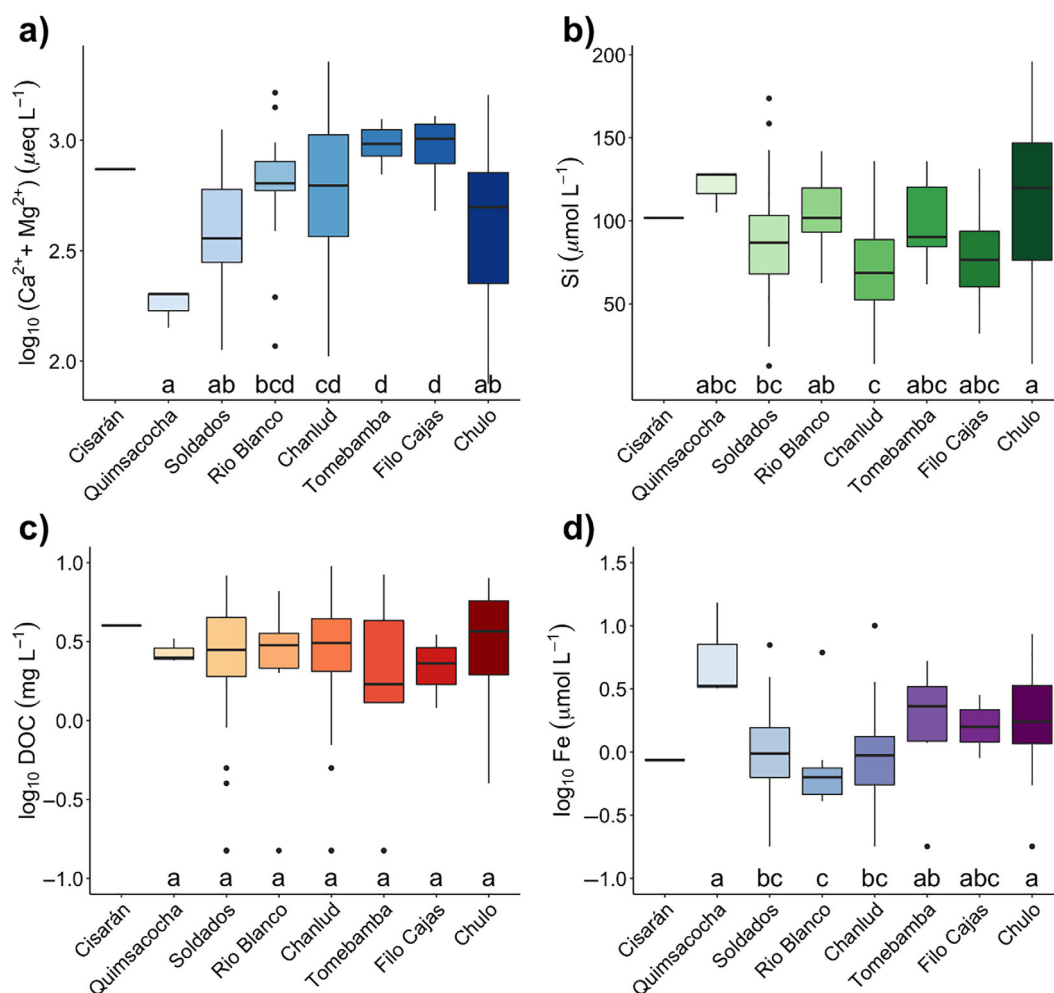 a)
log₁₀ (Ca²⁺+ Mg²⁺) (μeq L⁻¹)
3.0
2.5
2.0
a ab bcd cd d d ab
Cisarán Quimsacocha Soldados Rio Blanco Chanlud Tomebamba Filo Cajas Chulo
b)
Si (μmol L⁻¹)
200
150
100
50
abc bc ab c abc abc a
Cisarán Quimsacocha Soldados Rio Blanco Chanlud Tomebamba Filo Cajas Chulo
c)
log₁₀ DOC (mg L⁻¹)
1.0
0.5
0.0
−0.5
−1.0
a a a a a a a
Cisarán Quimsacocha Soldados Rio Blanco Chanlud Tomebamba Filo Cajas Chulo
d)
log₁₀ Fe (μmol L⁻¹)
1.5
1.0
0.5
0.0
−0.5
−1.0
a bc c bc ab abc a
Cisarán Quimsacocha Soldados Rio Blanco Chanlud Tomebamba Filo Cajas Chulo